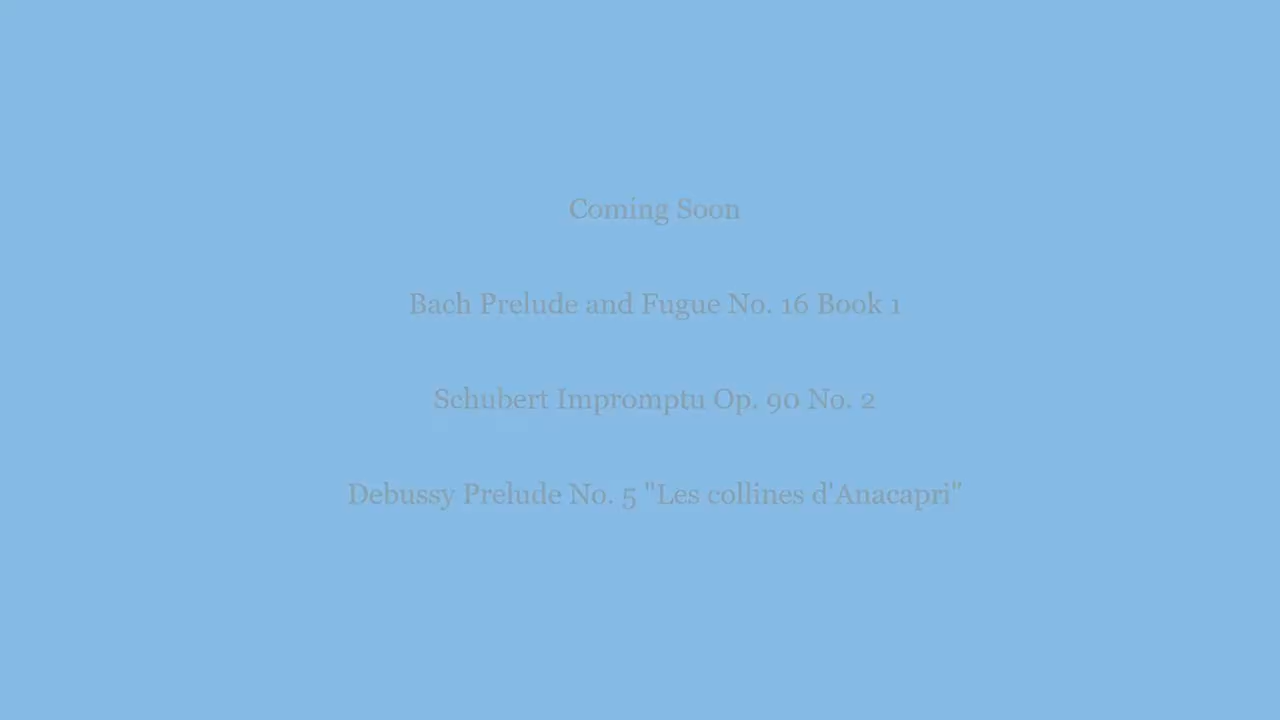 Coming Soon
Bach Prelude and Fugue No. 16 Book 1
Schubert Impromptu Op. 90 No. 2
Debussy Prelude No. 5 "Les collines d'Anacapri"